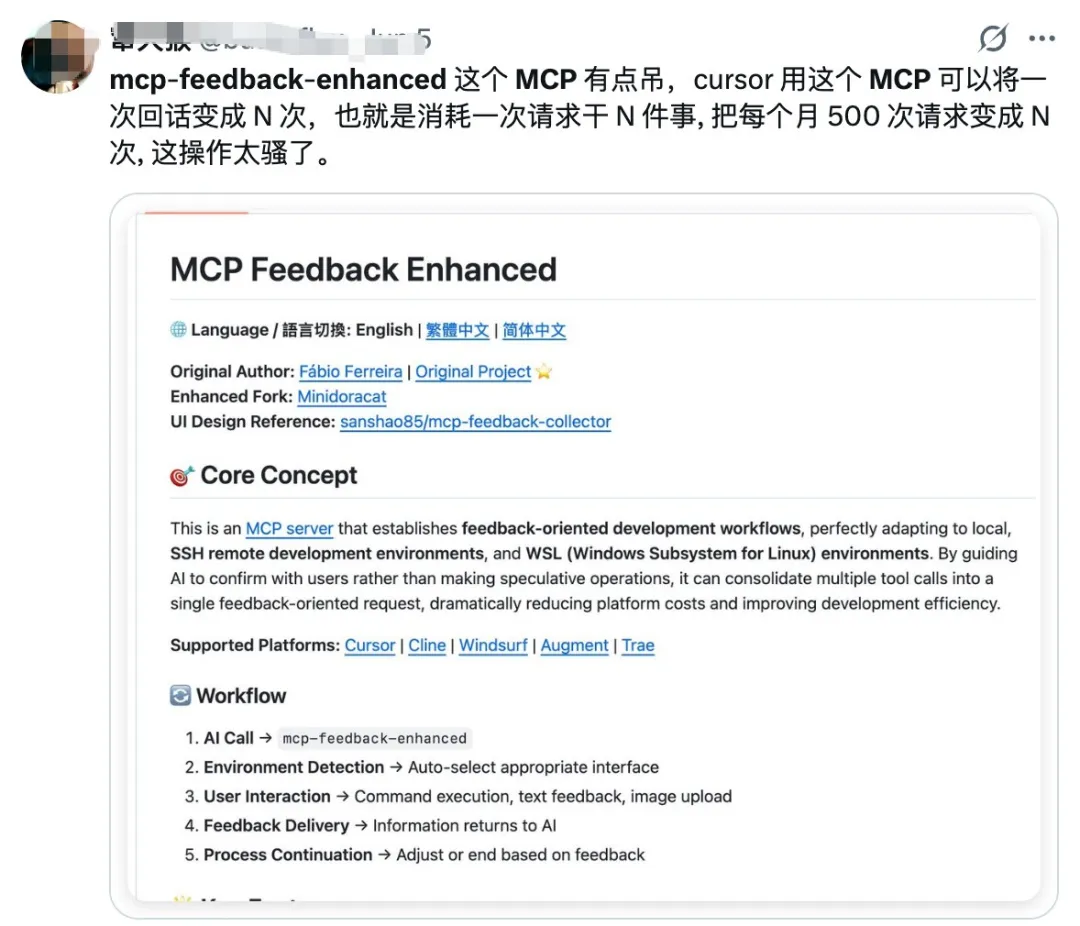 mcp-feedback-enhanced 这个 MCP 有点吊，cursor 用这个 MCP 可以将一
次回话变成 N 次，也就是消耗一次请求干 N 件事, 把每个月 500 次请求变成 N
次, 这操作太骚了。
MCP Feedback Enhanced
Language / 語言切換: English | 繁體中文 | 简体中文
Original Author: Fábio Ferreira | Original Project
Enhanced Fork: Minidoracat
UI Design Reference: sanshao85/mcp-feedback-collector
Core Concept
This is an MCP server that establishes feedback-oriented development workflows, perfectly adapting to local,
SSH remote development environments, and WSL (Windows Subsystem for Linux) environments. By guiding
AI to confirm with users rather than making speculative operations, it can consolidate multiple tool calls into a
single feedback-oriented request, dramatically reducing platform costs and improving development efficiency.
Supported Platforms: Cursor | Cline | Windsurf | Augment | Trae
Workflow
1. AI Call → mcp-feedback-enhanced
2. Environment Detection → Auto-select appropriate interface
3. User Interaction → Command execution, text feedback, image upload
4. Feedback Delivery → Information returns to AI
5. Process Continuation → Adjust or end based on feedback